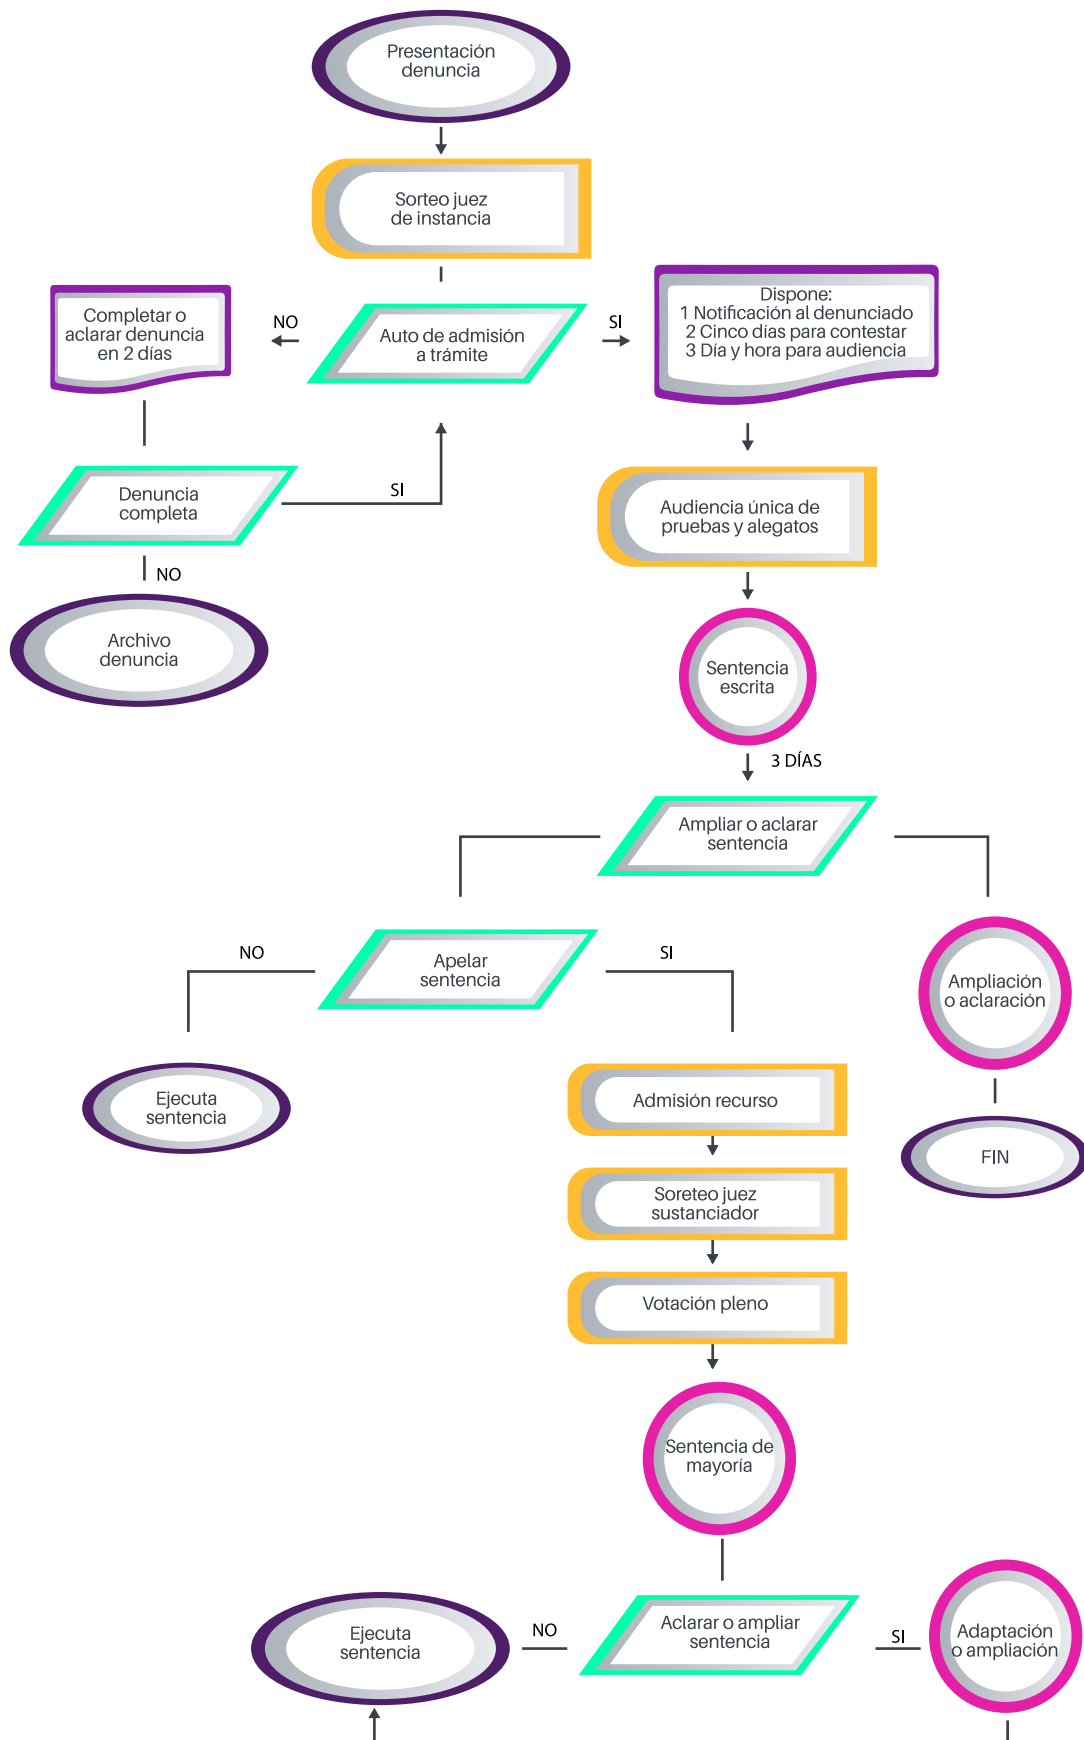 Presentación
denuncia
Sorteo juez
de instancia
Completar o
aclarar denuncia
en 2 días
NO
Auto de admisión
a trámite
SI
Dispone:
1 Notificación al denunciado
2 Cinco días para contestar
3 Día y hora para audiencia
Denuncia
completa
SI
NO
Archivo
denuncia
Audiencia única de
pruebas y alegatos
Sentencia
escrita
3 DÍAS
Ampliar o aclarar
sentencia
NO
Apelar
sentencia
SI
Ampliación
o aclaración
Ejecuta
sentencia
Admisión recurso
FIN
Soreteo juez
sustanciador
Votación pleno
Sentencia de
mayoría
Ejecuta
sentencia
NO
Aclarar o ampliar
sentencia
SI
Adaptación
o ampliación